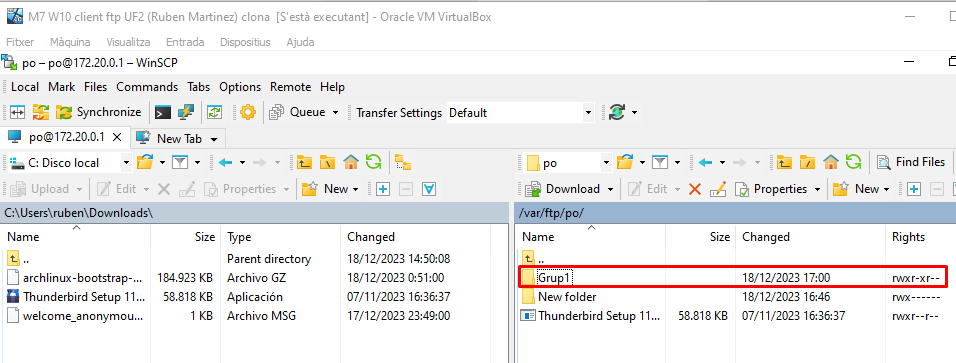 M7 W10 client ftp UF2 (Ruben Martinez) clona [S'està executant] - Oracle VM VirtualBox
Fitxer Màquina Visualitza Entrada Dispositius Ajuda
po – po@172.20.0.1 – WinSCP
Local Mark Files Commands Tabs Options Remote Help
Synchronize Queue Transfer Settings Default
po@172.20.0.1 New Tab
C: Disco local po Find Files
Upload Edit Properties New Download Edit Properties New
C:\Users\ruben\Downloads\ /var/ftp/po/
Name Size Type Changed Name Size Changed Rights
.. Parent directory 18/12/2023 14:50:08 ..
archlinux-bootstrap-... 184.923 KB Archivo GZ 18/12/2023 0:51:00 Grup1 18/12/2023 17:00 rwxr-xr--
Thunderbird Setup 11... 58.818 KB Aplicación 07/11/2023 16:36:37 New folder 18/12/2023 16:46 rwx------
welcome_anonymou... 1 KB Archivo MSG 17/12/2023 23:49:00 Thunderbird Setup 11... 58.818 KB 07/11/2023 16:36:37 rwxr--r--